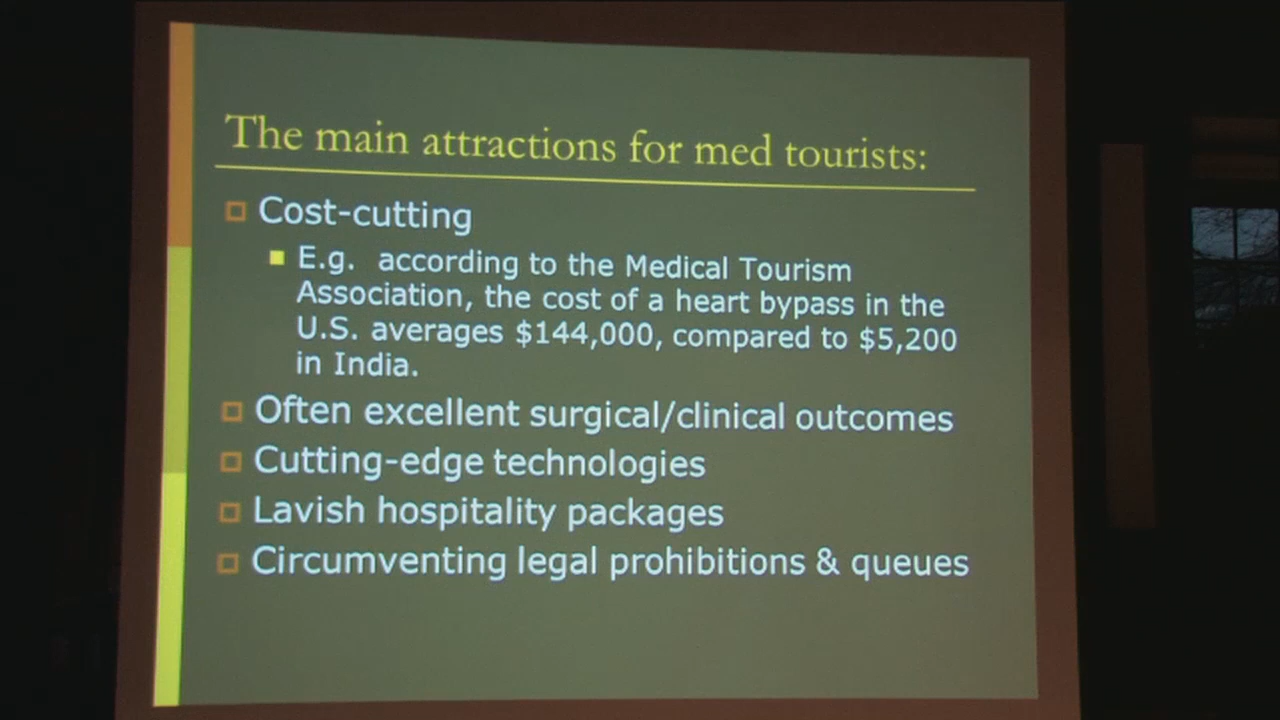 The main attractions for med tourists:
Cost-cutting
E.g. according to the Medical Tourism
Association, the cost of a heart bypass in the
U.S. averages $144,000, compared to $5,200
in India.
Often excellent surgical/clinical outcomes
Cutting-edge technologies
Lavish hospitality packages
Circumventing legal prohibitions & queues